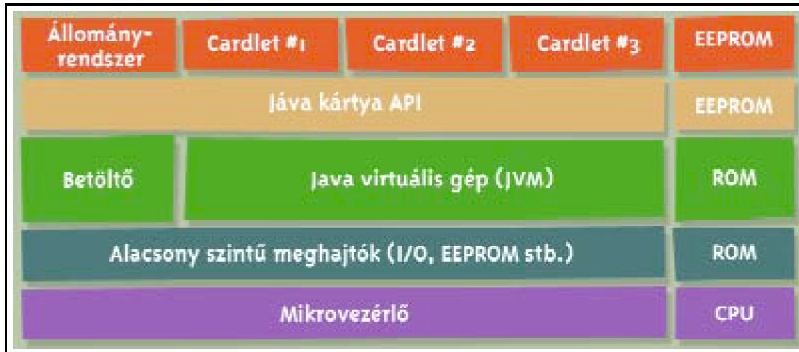 Állomány-
rendszer
Cardlet #1
Cardlet #2
Cardlet #3
EEPROM
Jáva kártya API
EEPROM
Betöltő
Java virtuális gép (JVM)
ROM
Alacsony szintű meghajtók (I/O, EEPROM stb.)
ROM
Mikrovezérlő
CPU